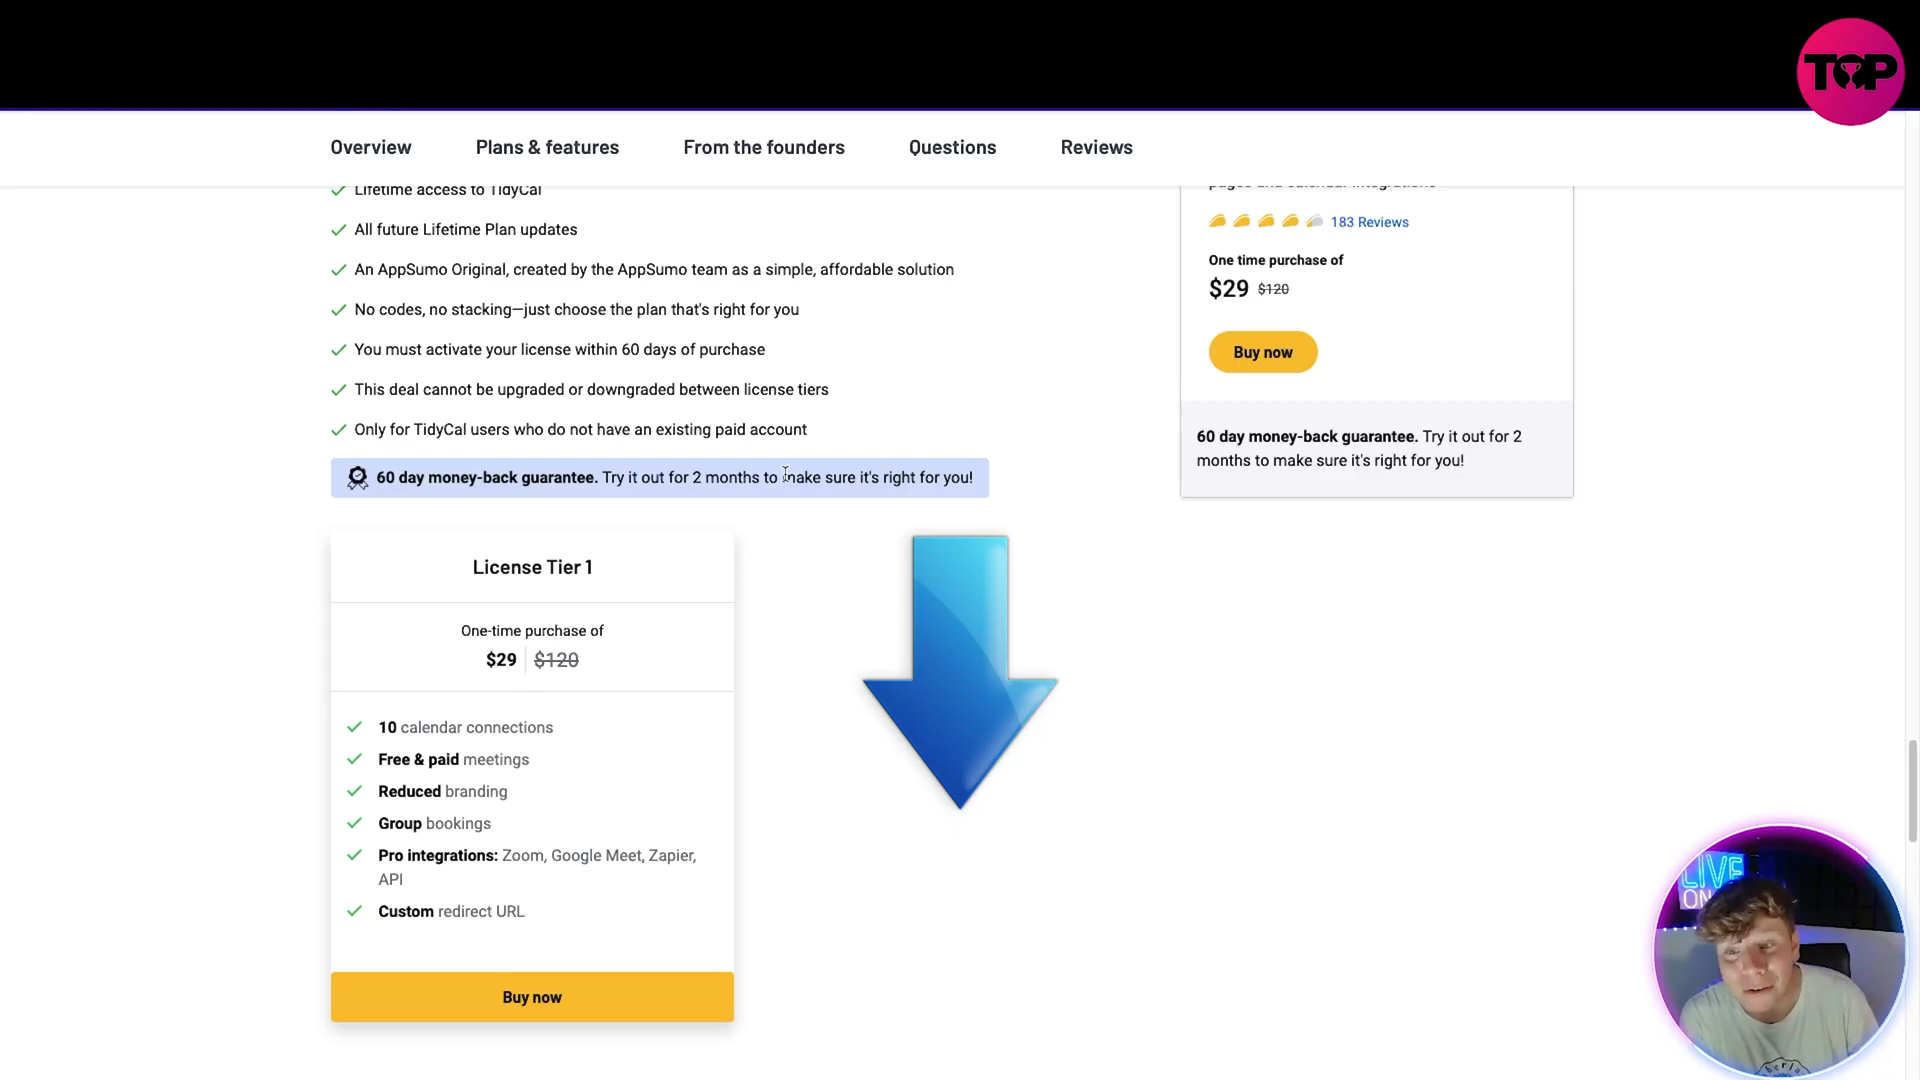 TOP
Overview
Plans & features
From the founders
Questions
Reviews
Lifetime access to TidyCal
All future Lifetime Plan updates
An AppSumo Original, created by the AppSumo team as a simple, affordable solution
No codes, no stacking—just choose the plan that's right for you
You must activate your license within 60 days of purchase
This deal cannot be upgraded or downgraded between license tiers
Only for TidyCal users who do not have an existing paid account
60 day money-back guarantee. Try it out for 2 months to make sure it's right for you!
License Tier 1
One-time purchase of
$29 $120
10 calendar connections
Free & paid meetings
Reduced branding
Group bookings
Pro integrations: Zoom, Google Meet, Zapier,
API
Custom redirect URL
Buy now
pages and calendar integrations
183 Reviews
One time purchase of
$29 $120
Buy now
60 day money-back guarantee. Try it out for 2
months to make sure it's right for you!
LIVE
ON